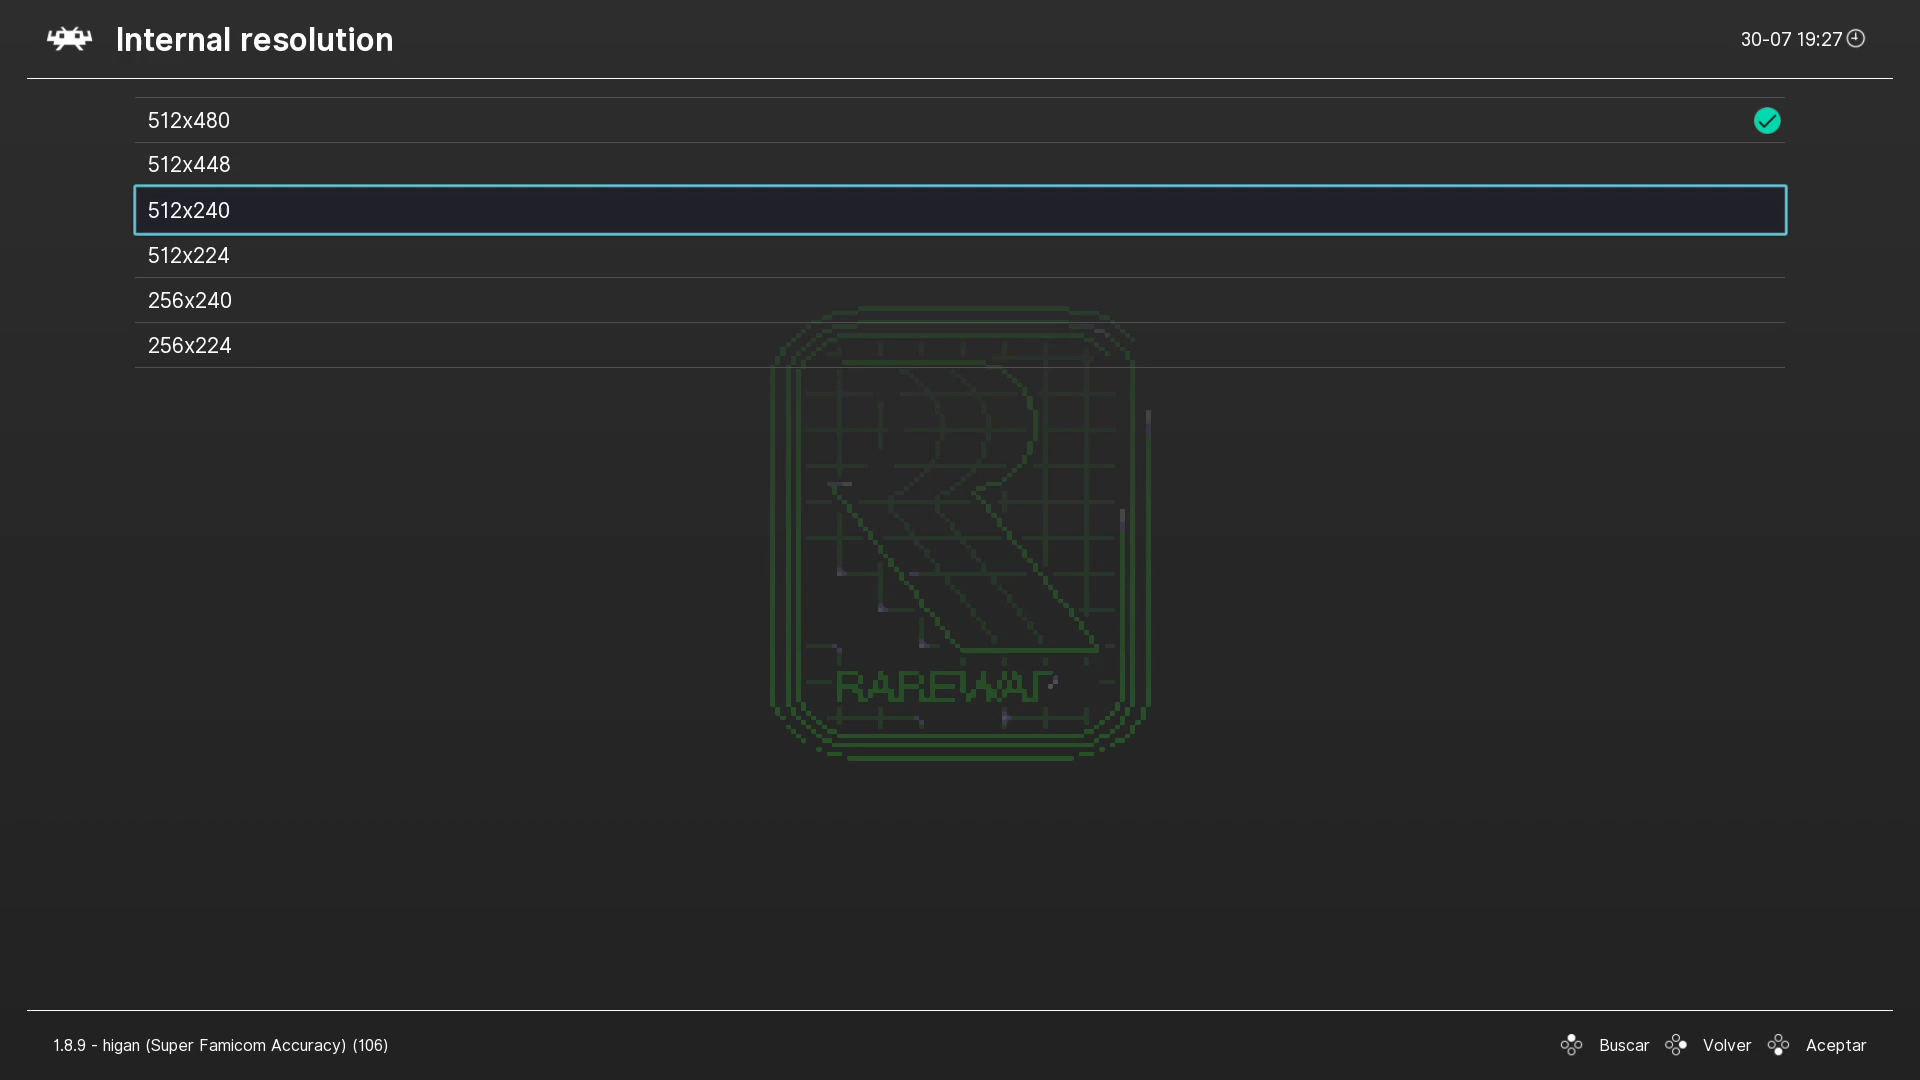 Internal resolution
30-07 19:27
512x480
512x448
512x240
512x224
256x240
256x224
RAREWAR
1.8.9 - higan (Super Famicom Accuracy) (106)
Buscar Volver Aceptar